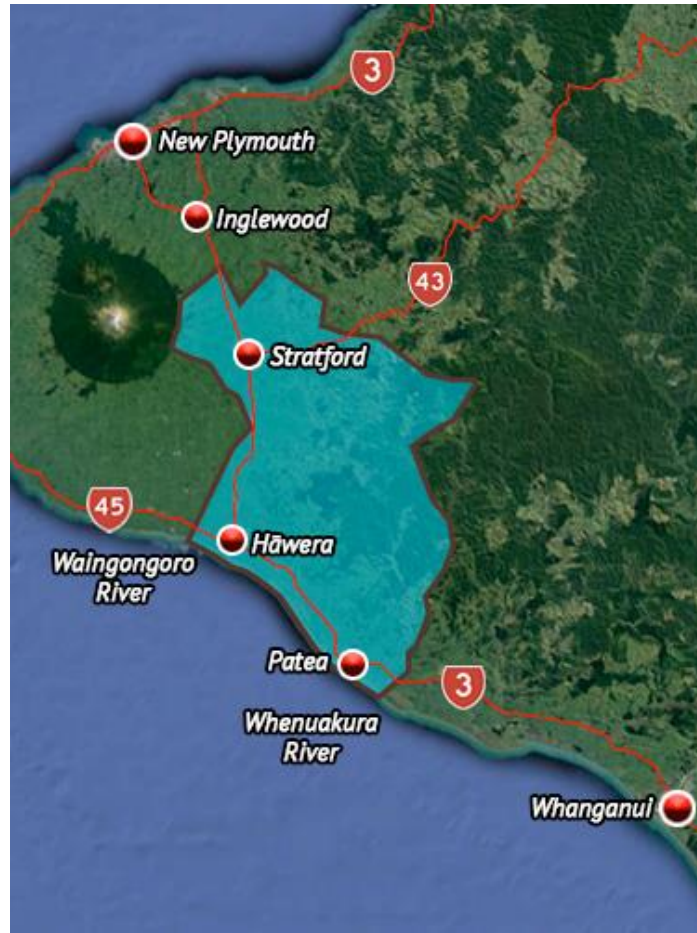 3
New Plymouth
Inglewood
43
Stratford
45
Hāwera
Waingongoro
River
Patea
3
Whenuakura
River
Whanganui